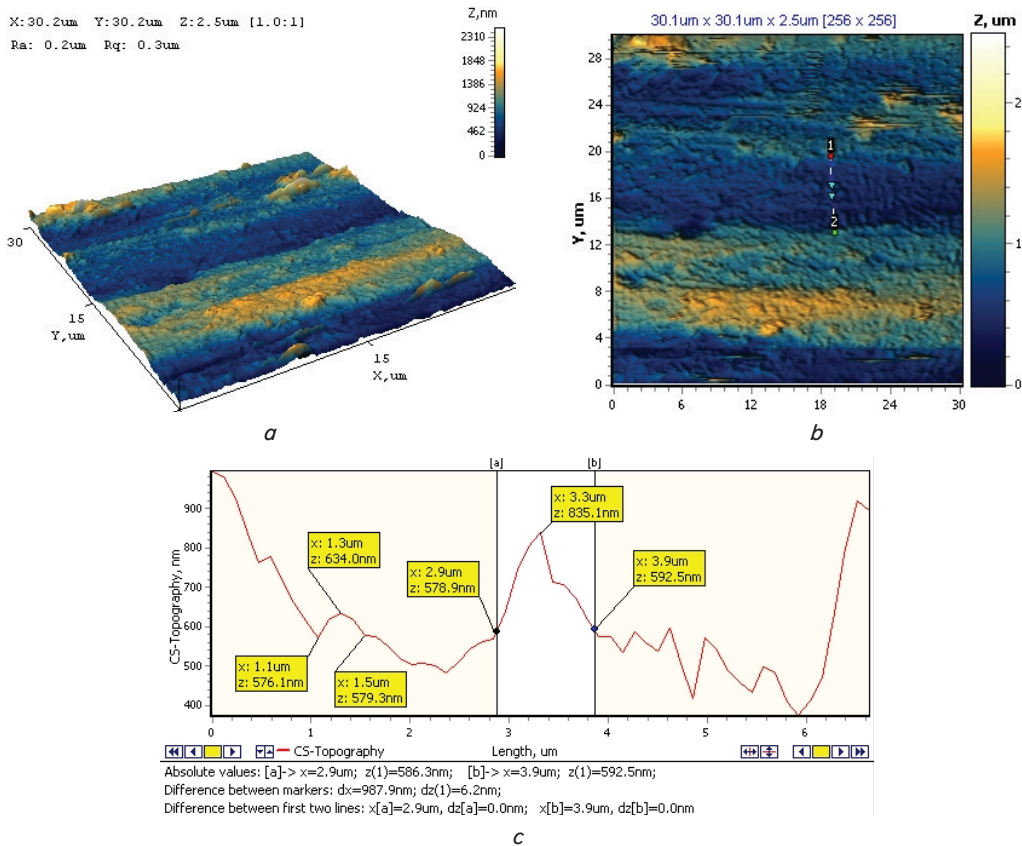 X:30.2um Y:30.2um Z:2.5um [1.0:1]
Ra: 0.2um Rq: 0.3um
Z,nm
2310
1848
1386
924
462
0
30
15
Y,um
15
X,um
a
30.1um x 30.1um x 2.5um [256 x 256]
Z, um
28
24
20
16
12
8
4
0
Y, um
1
2
0
6
12
18
24
30
2
1
0
b
[a]
[b]
CS-Topography, nm
900
800
700
600
500
400
x: 1.3um
z: 634.0nm
x: 2.9um
z: 578.9nm
x: 3.3um
z: 835.1nm
x: 3.9um
z: 592.5nm
x: 1.1um
z: 576.1nm
x: 1.5um
z: 579.3nm
0
1
2
3
4
5
6
CS-Topography
Length, um
Absolute values: [a]-> x=2.9um; z(1)=586.3nm; [b]-> x=3.9um; z(1)=592.5nm;
Difference between markers: dx=987.9nm; dz(1)=6.2nm;
Difference between first two lines: x[a]=2.9um, dz[a]=0.0nm; x[b]=3.9um, dz[b]=0.0nm
c